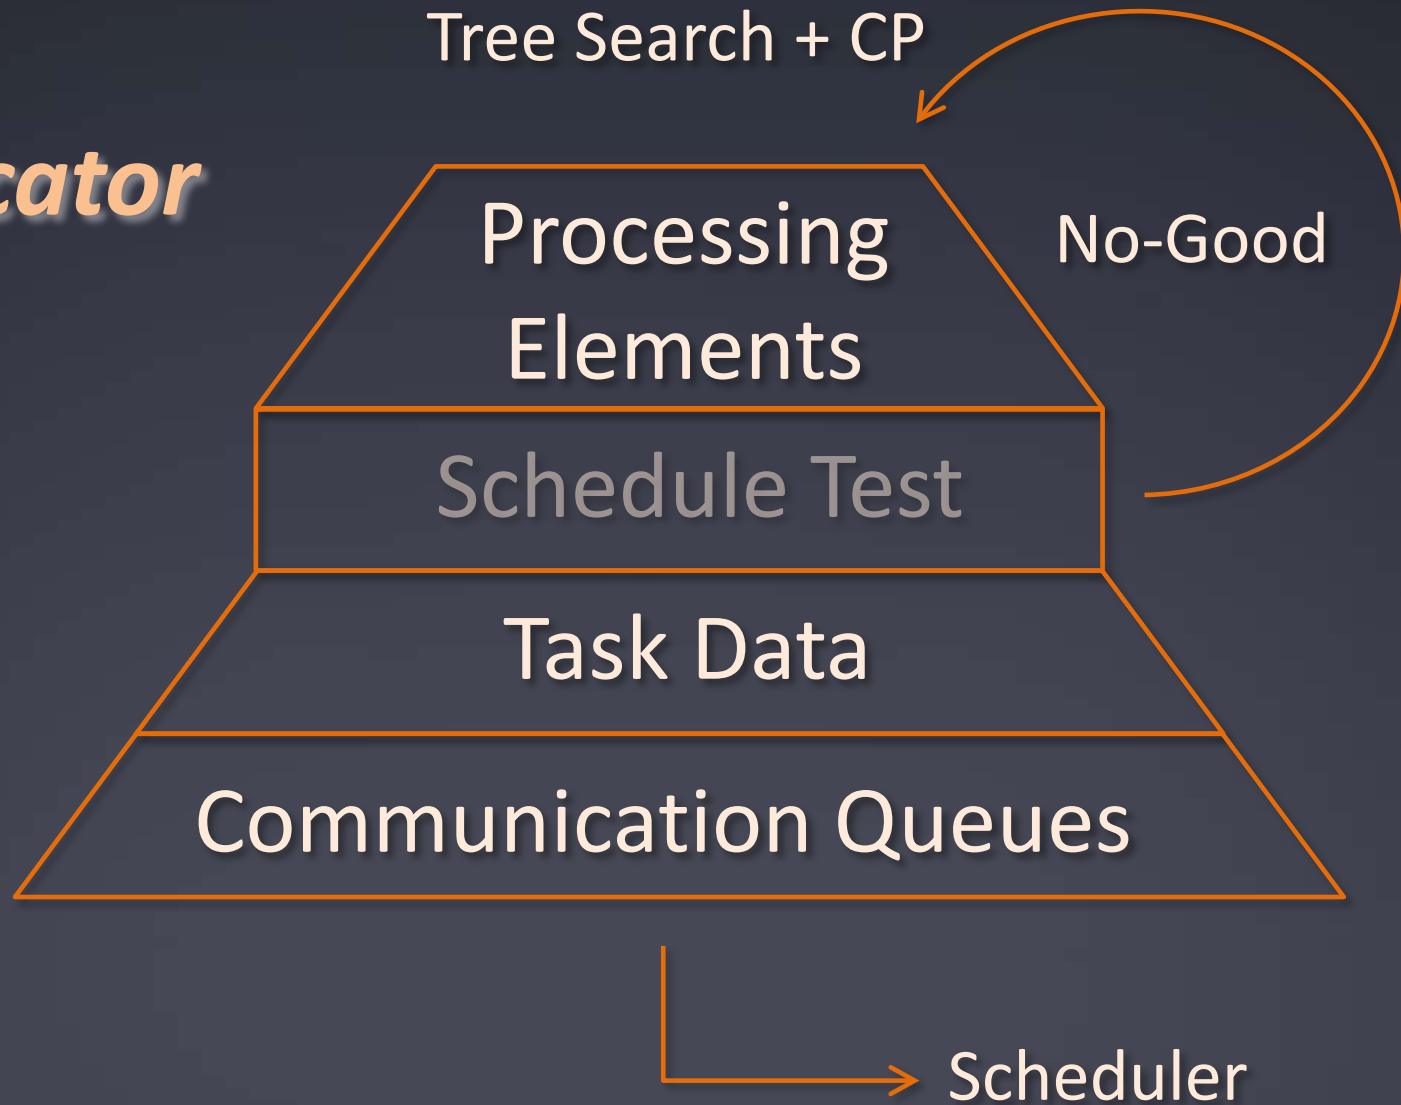 Tree Search + CP
cator
Processing
Elements
No-Good
Schedule Test
Task Data
Communication Queues
Scheduler